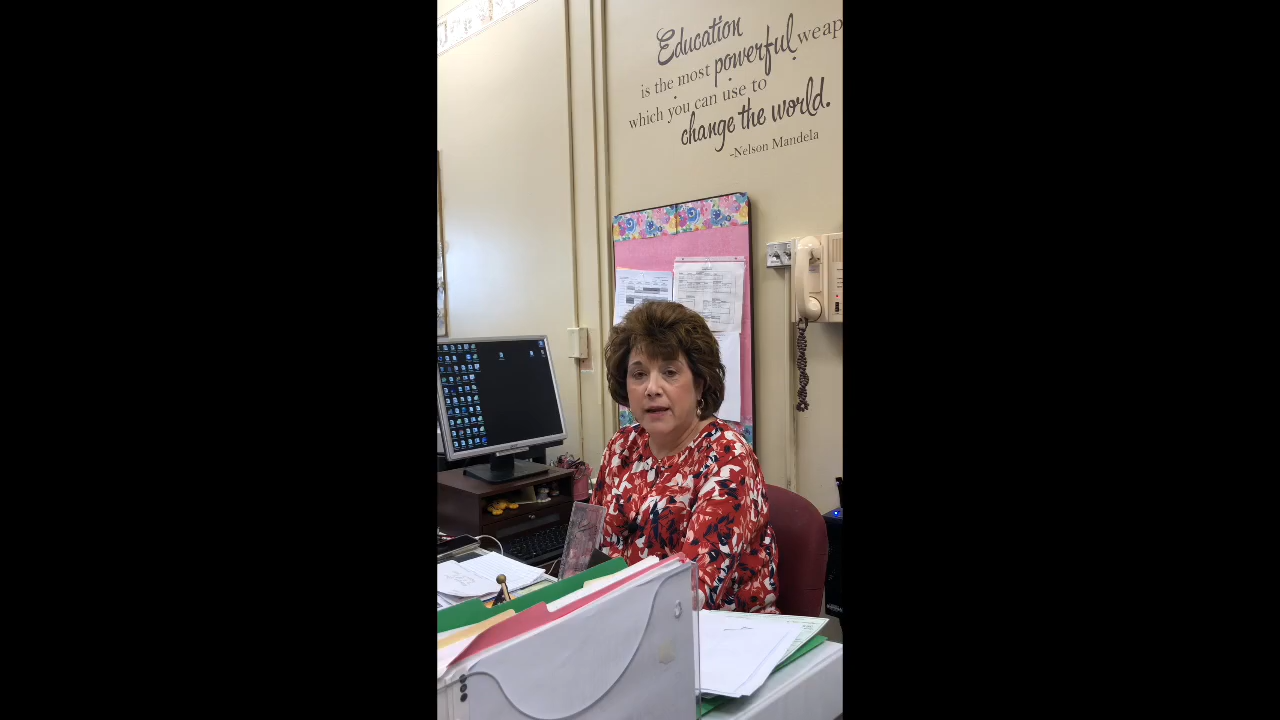 Education
is the most powerful weap
which you can use to
change the world.
-Nelson Mandela